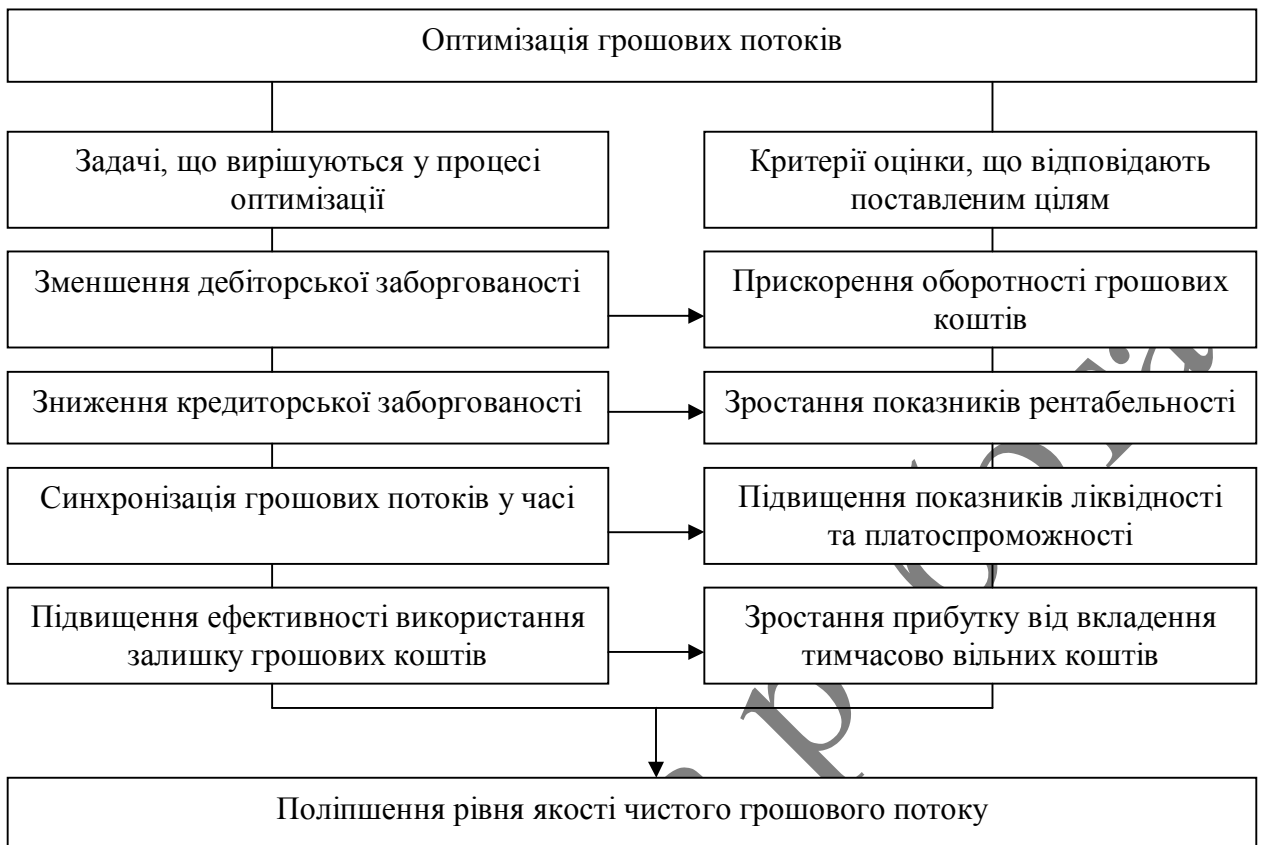 Оптимізація грошових потоків
Задачі, що вирішуються у процесі
оптимізації
Критерії оцінки, що відповідають
поставленим цілям
Зменшення дебіторської заборгованості
Прискорення оборотності грошових
коштів
Зниження кредиторської заборгованості
Зростання показників рентабельності
Синхронізація грошових потоків у часі
Підвищення показників ліквідності
та платоспроможності
Підвищення ефективності використання
залишку грошових коштів
Зростання прибутку від вкладення
тимчасово вільних коштів
Поліпшення рівня якості чистого грошового потоку